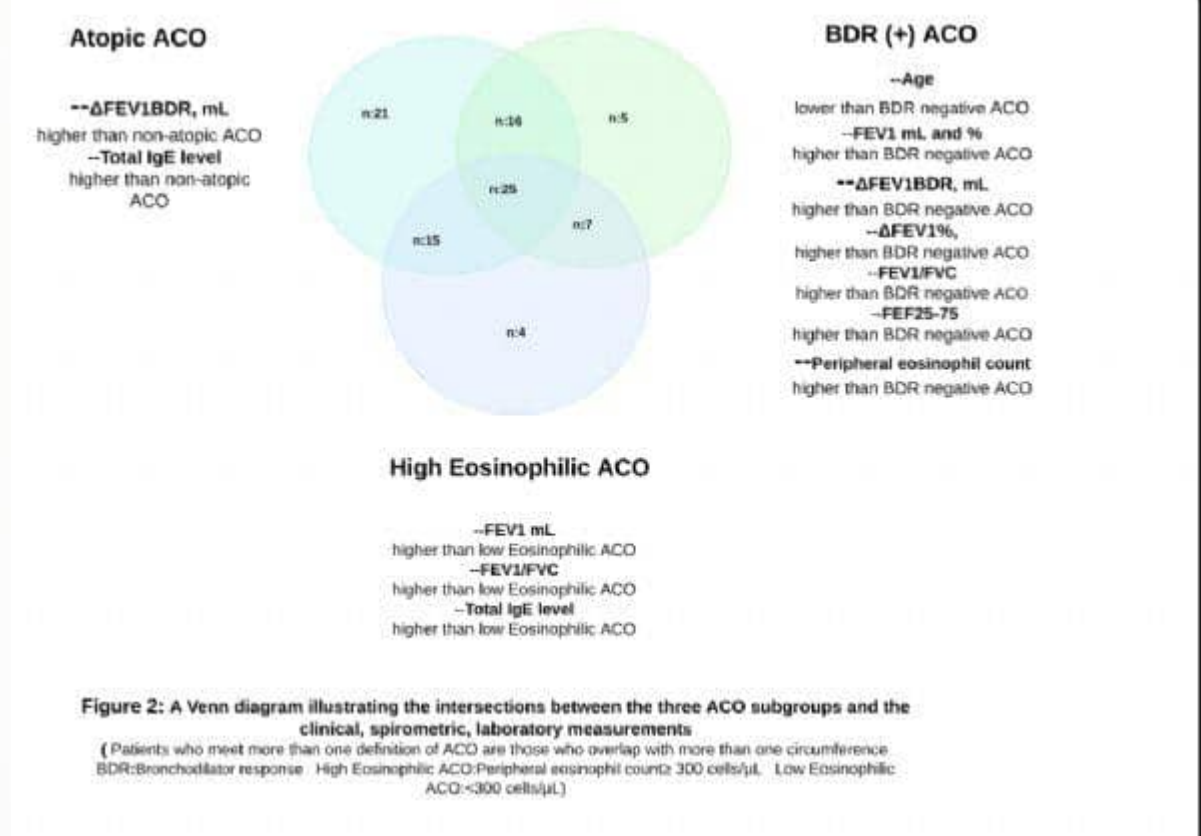 Atopic ACO
--ΔFEV1BDR, mL
higher than non-atopic ACO
--Total IgE level
higher than non-atopic
ACO
n:21
n:16
n:5
n:25
n:15
n:7
n:4
BDR (+) ACO
--Age
lower than BDR negative ACO
--FEV1 mL and %
higher than BDR negative ACO
--ΔFEV1BDR, mL
higher than BDR negative ACO
--ΔFEV1%,
higher than BDR negative ACO
--FEV1/FVC
higher than BDR negative ACO
--FEF25-75
higher than BDR negative ACO
--Peripheral eosinophil count
higher than BDR negative ACO
High Eosinophilic ACO
--FEV1 mL
higher than low Eosinophilic ACO
--FEV1/FVC
higher than low Eosinophilic ACO
--Total IgE level
higher than low Eosinophilic ACO
Figure 2: A Venn diagram illustrating the intersections between the three ACO subgroups and the
clinical, spirometric, laboratory measurements
( Patients who meet more than one definition of ACO are those who overlap with more than one circumference
BDR:Bronchodilator response High Eosinophilic ACO:Peripheral eosinophil count≥ 300 cells/µL Low Eosinophilic
ACO:<300 cells/µL)